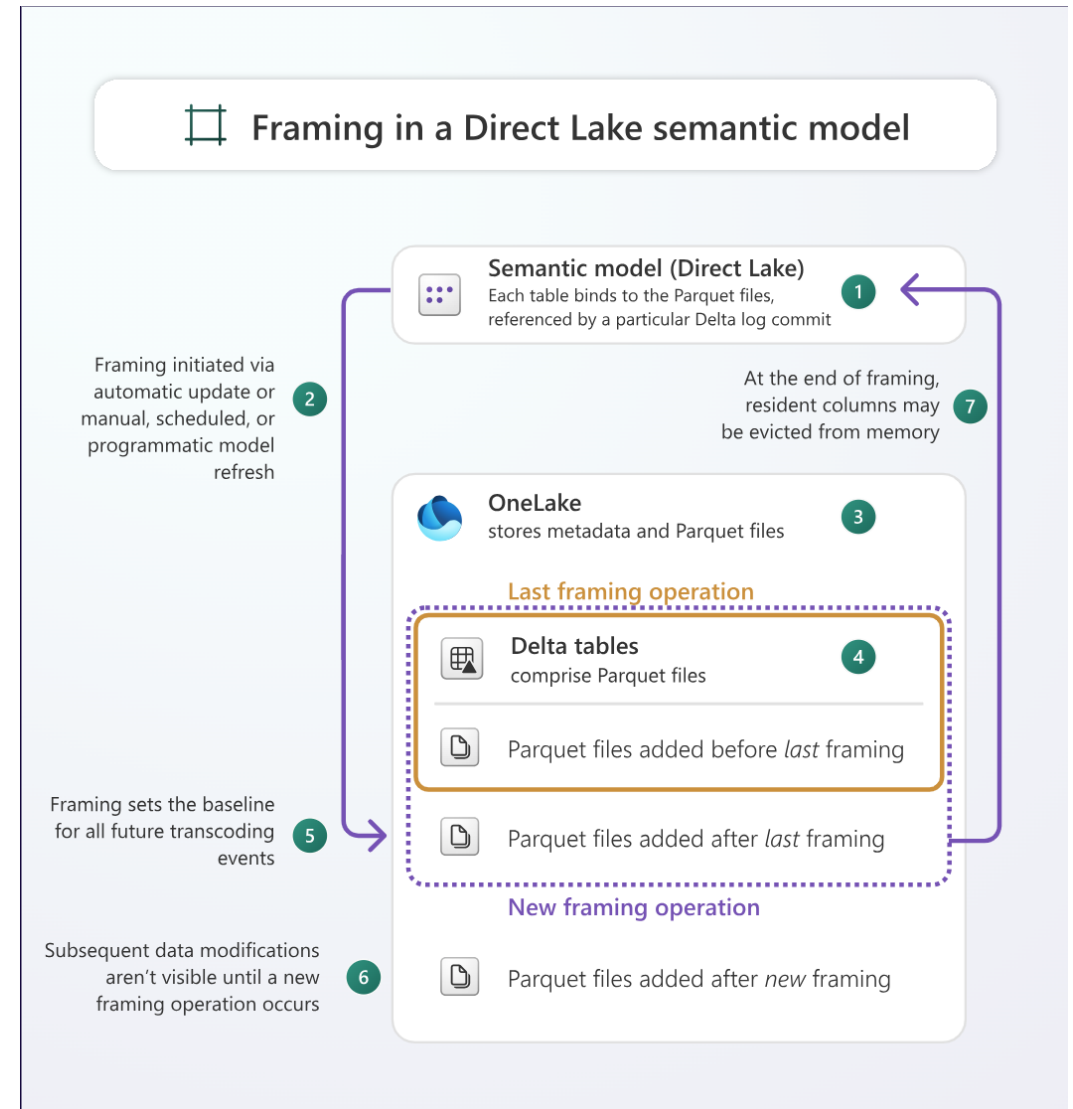 Framing in a Direct Lake semantic model
Semantic model (Direct Lake)
Each table binds to the Parquet files,
referenced by a particular Delta log commit
1
Framing initiated via
automatic update or
manual, scheduled, or
programmatic model
refresh
2
At the end of framing,
resident columns may
be evicted from memory
7
OneLake
stores metadata and Parquet files
3
Last framing operation
Delta tables
comprise Parquet files
4
Parquet files added before last framing
Framing sets the baseline
for all future transcoding
events
5
Parquet files added after last framing
New framing operation
Subsequent data modifications
aren’t visible until a new
framing operation occurs
6
Parquet files added after new framing